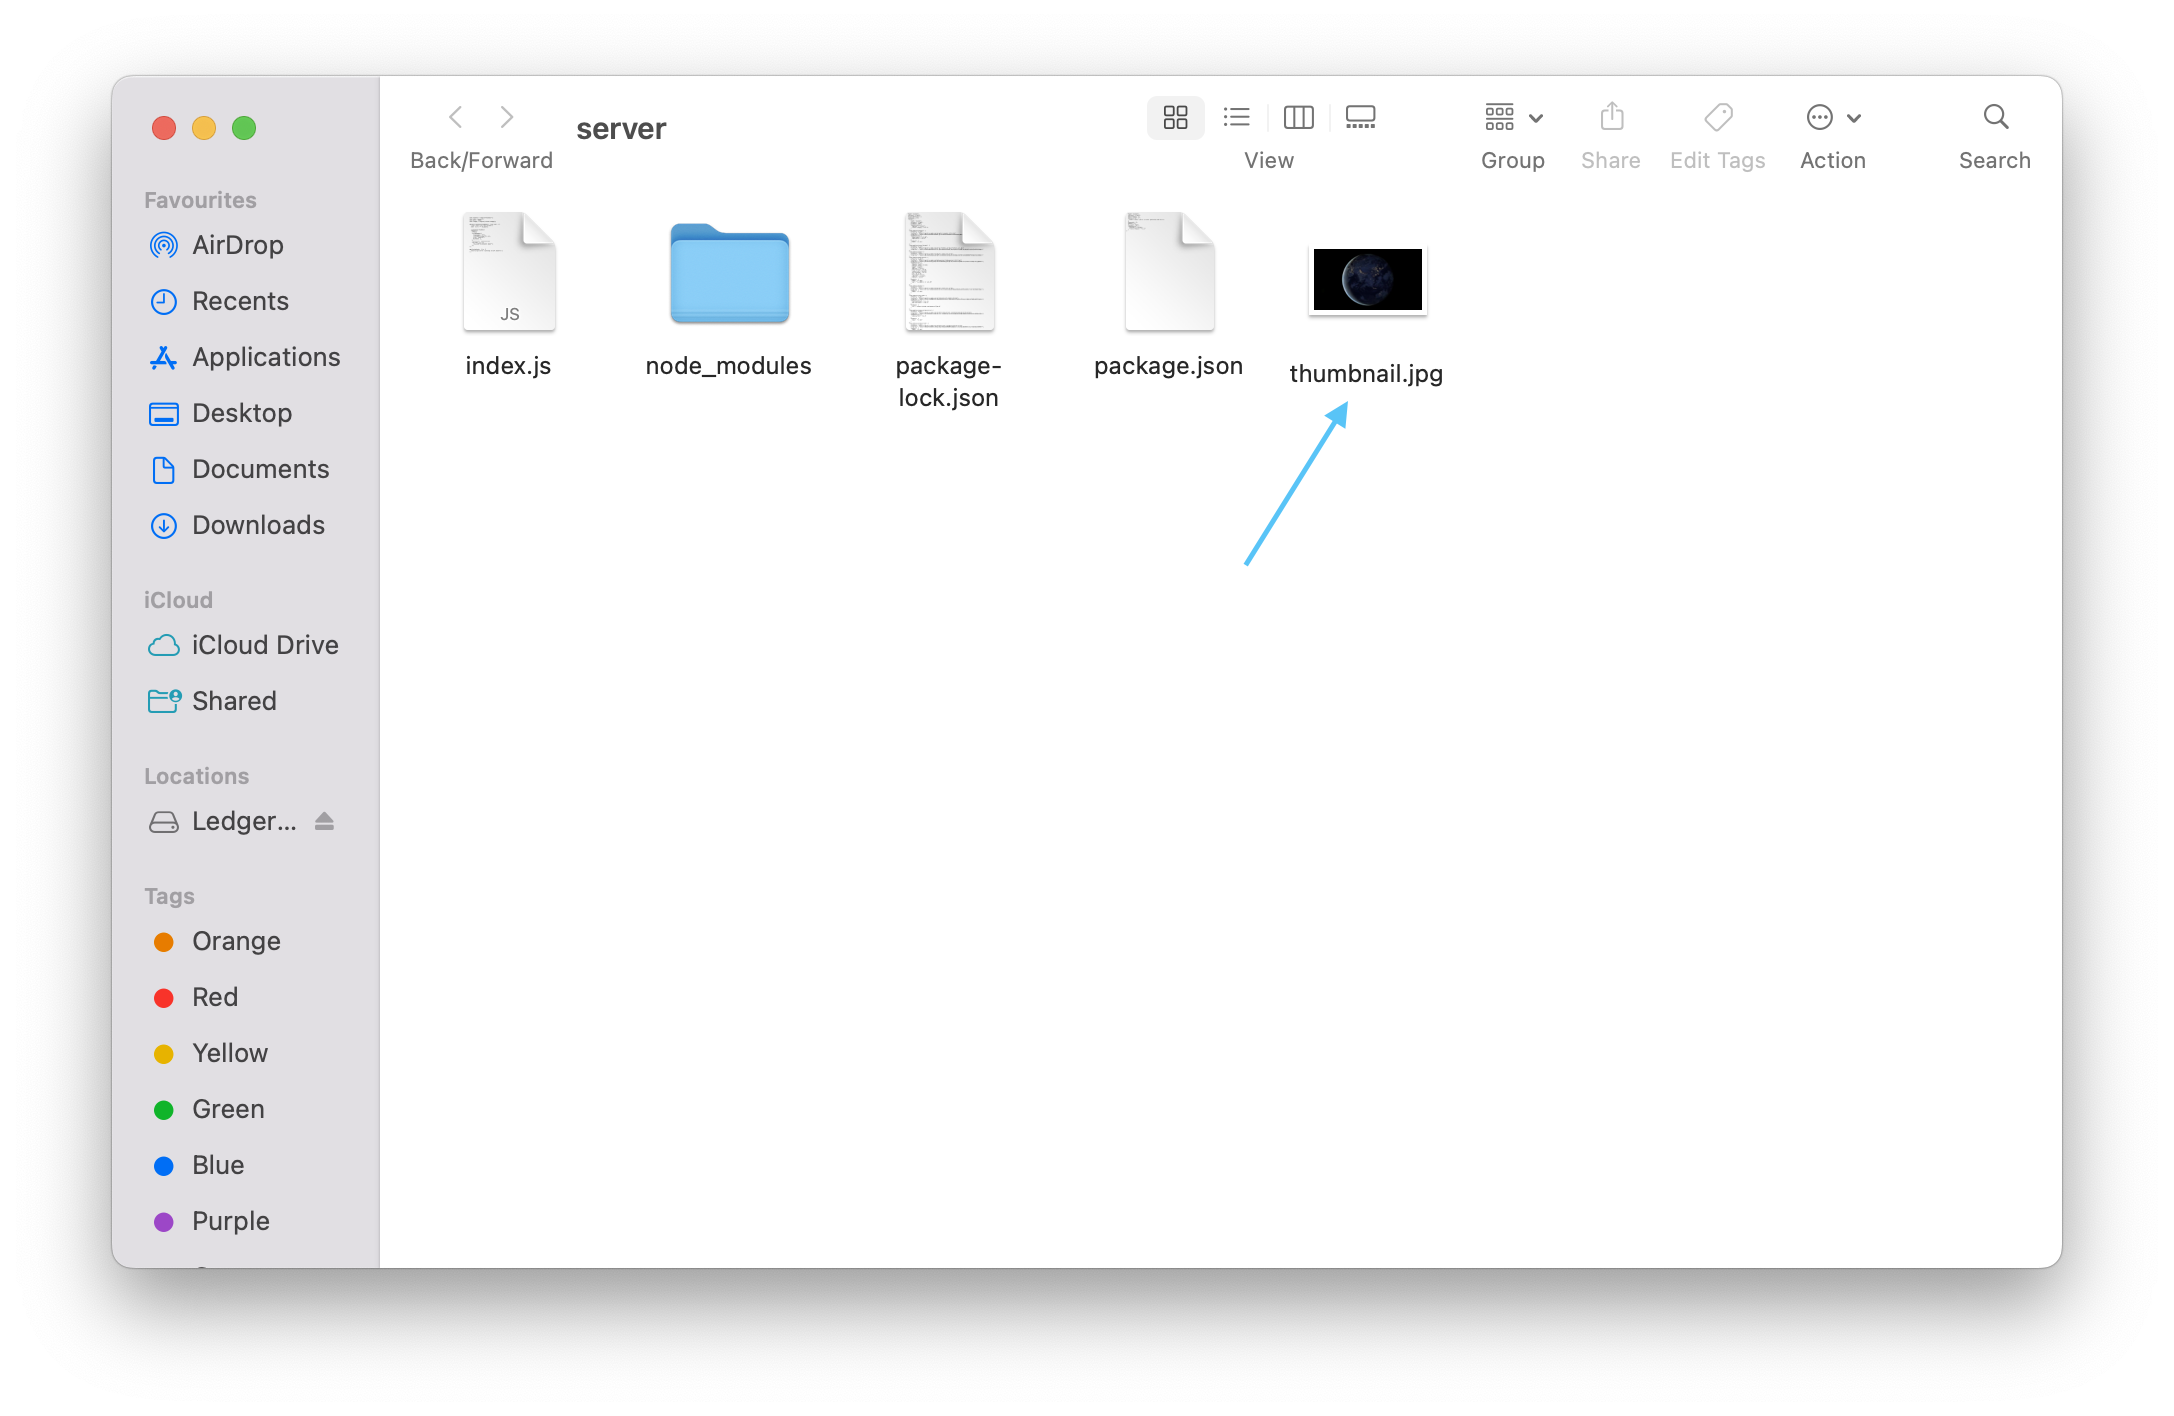 server
Back/Forward
View
Group
Share
Edit Tags
Action
Search
Favourites
AirDrop
Recents
Applications
Desktop
Documents
Downloads
iCloud
iCloud Drive
Shared
Locations
Ledger...
Tags
Orange
Red
Yellow
Green
Blue
Purple
JS
index.js
node_modules
package-
lock.json
package.json
thumbnail.jpg